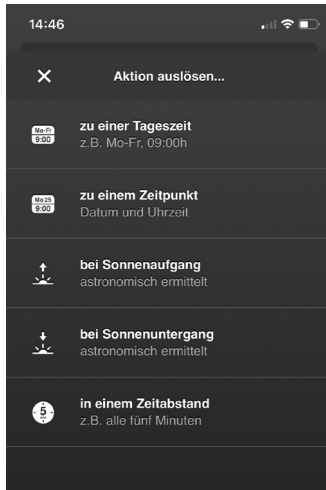 14:46
Aktion auslösen...
Mo-Fr
9:00
zu einer Tageszeit
z.B. Mo-Fr, 09:00h
Mo 25
9:00
zu einem Zeitpunkt
Datum und Uhrzeit
bei Sonnenaufgang
astronomisch ermittelt
bei Sonnenuntergang
astronomisch ermittelt
5
in einem Zeitabstand
z.B. alle fünf Minuten